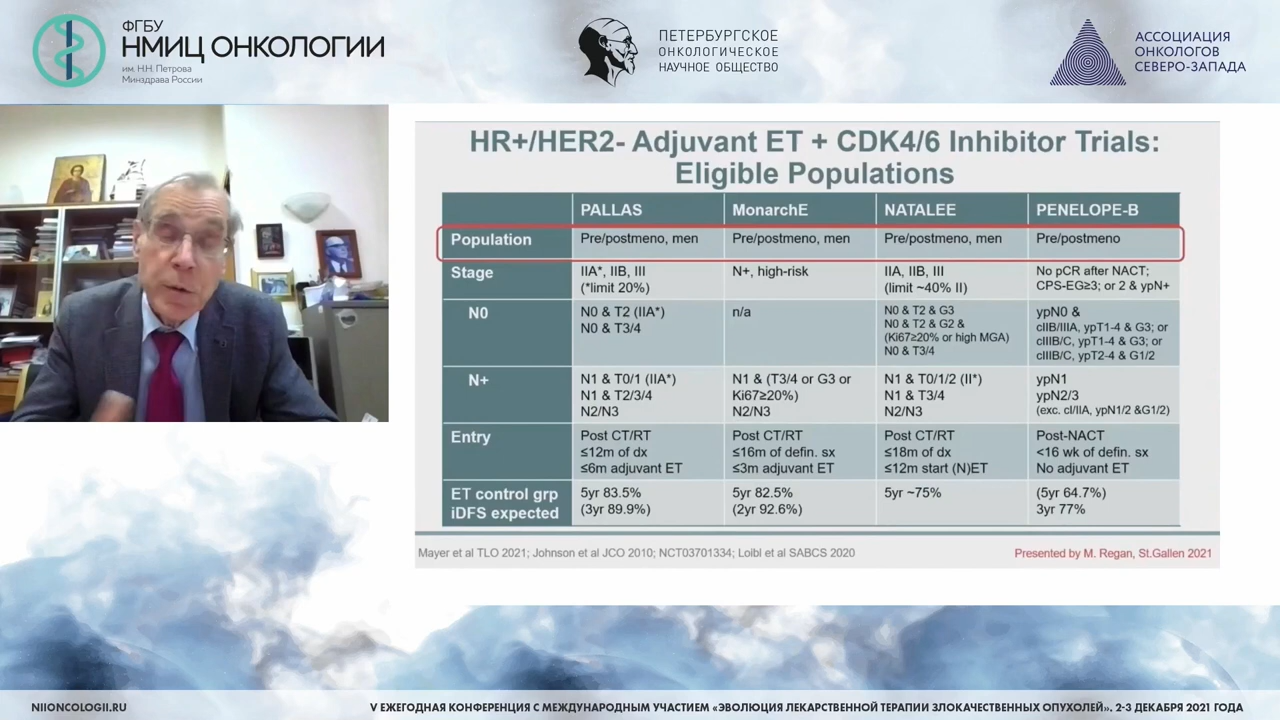 ФГБУ
НМИЦ ОНКОЛОГИИ
им. Н.Н. Петрова
Минздрава России
ПЕТЕРБУРГСКОЕ
ОНКОЛОГИЧЕСКОЕ
НАУЧНОЕ ОБЩЕСТВО
АССОЦИАЦИЯ
ОНКОЛОГОВ
СЕВЕРО-ЗАПАДА
HR+/HER2- Adjuvant ET + CDK4/6 Inhibitor Trials:
Eligible Populations
PALLAS MonarchE NATALEE PENELOPE-B
Population Pre/postmeno, men Pre/postmeno, men Pre/postmeno, men Pre/postmeno
Stage
IIA*, IIB, III
(*limit 20%)
N+, high-risk
IIA, IIB, III
(limit ~40% II)
No pCR after NACT;
CPS-EG≥3; or 2 & ypN+
N0
N0 & T2 (IIA*)
N0 & T3/4
n/a
N0 & T2 & G3
N0 & T2 & G2 &
(Ki67≥20% or high MGA)
N0 & T3/4
ypN0 &
cIIB/IIIA, ypT1-4 & G3; or
cIIIB/C, ypT1-4 & G3; or
cIIIB/C, ypT2-4 & G1/2
N+
N1 & T0/1 (IIA*)
N1 & T2/3/4
N2/N3
N1 & (T3/4 or G3 or
Ki67≥20%)
N2/N3
N1 & T0/1/2 (II*)
N1 & T3/4
N2/N3
ypN1
ypN2/3
(exc. cI/IIA, ypN1/2 &G1/2)
Entry
Post CT/RT
≤12m of dx
≤6m adjuvant ET
Post CT/RT
≤16m of defin. sx
≤3m adjuvant ET
Post CT/RT
≤18m of dx
≤12m start (N)ET
Post-NACT
<16 wk of defin. sx
No adjuvant ET
ET control grp
iDFS expected
5yr 83.5%
(3yr 89.9%)
5yr 82.5%
(2yr 92.6%)
5yr ~75%
(5yr 64.7%)
3yr 77%
Mayer et al TLO 2021; Johnson et al JCO 2010; NCT03701334; Loibl et al SABCS 2020
Presented by M. Regan, St.Gallen 2021
NIIONCOLOGII.RU
V ЕЖЕГОДНАЯ КОНФЕРЕНЦИЯ С МЕЖДУНАРОДНЫМ УЧАСТИЕМ «ЭВОЛЮЦИЯ ЛЕКАРСТВЕННОЙ ТЕРАПИИ ЗЛОКАЧЕСТВЕННЫХ ОПУХОЛЕЙ». 2-3 ДЕКАБРЯ 2021 ГОДА